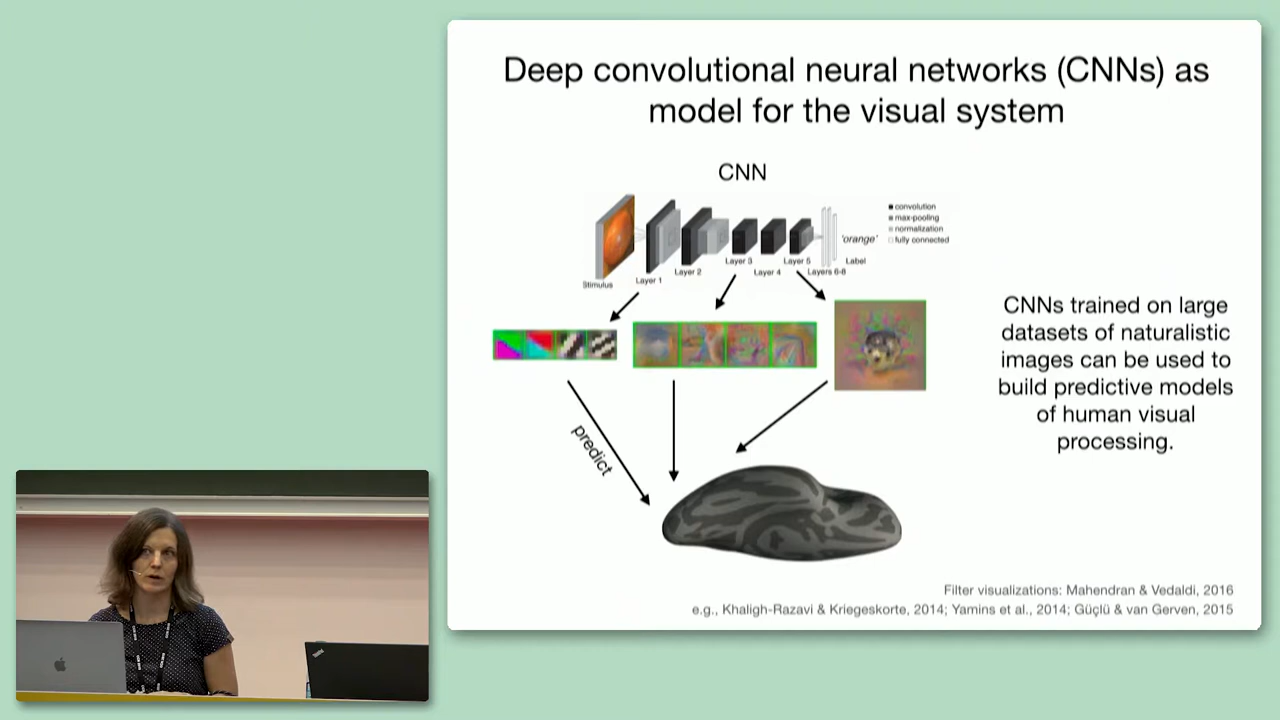 Deep convolutional neural networks (CNNs) as
model for the visual system
CNN
convolution
max-pooling
normalization
fully connected
'orange'
Stimulus
Layer 1
Layer 2
Layer 3
Layer 4
Layer 5
Layers 6-8
Label
predict
CNNs trained on large
datasets of naturalistic
images can be used to
build predictive models
of human visual
processing.
Filter visualizations: Mahendran & Vedaldi, 2016
e.g., Khaligh-Razavi & Kriegeskorte, 2014; Yamins et al., 2014; Güçlü & van Gerven, 2015